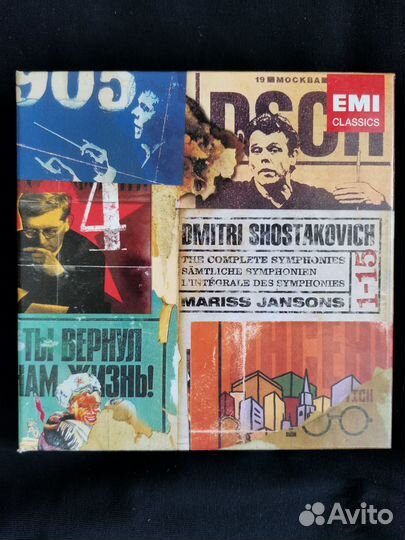 905
19 МОСКВА
DSCH
EMI
CLASSICS
4
DMITRI SHOSTAKOVICH
THE COMPLETE SYMPHONIES
SÄMTLICHE SYMPHONIEN
L'INTÉGRALE DES SYMPHONIES
MARISS JANSONS
1-15
ТЫ ВЕРНУЛ
НАМ ЖИЗНЬ!
Avito